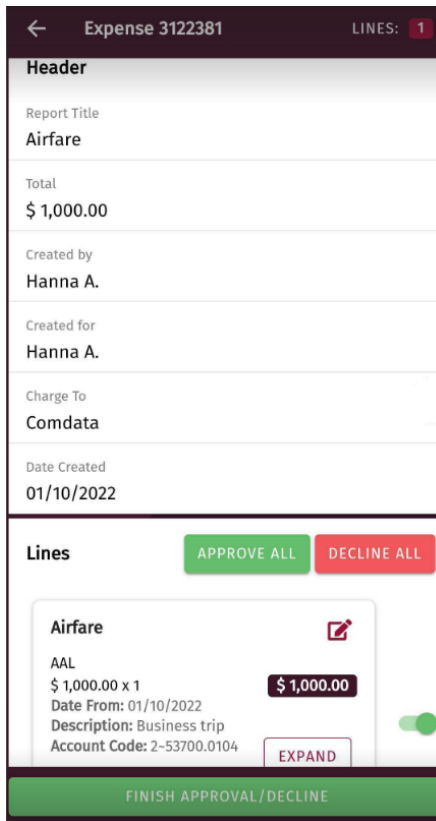 Expense 3122381 LINES: 1
Header
Report Title
Airfare
Total
$ 1,000.00
Created by
Hanna A.
Created for
Hanna A.
Charge To
Comdata
Date Created
01/10/2022
Lines APPROVE ALL DECLINE ALL
Airfare
AAL
$ 1,000.00 x 1 $ 1,000.00
Date From: 01/10/2022
Description: Business trip
Account Code: 2~53700.0104
EXPAND
FINISH APPROVAL/DECLINE